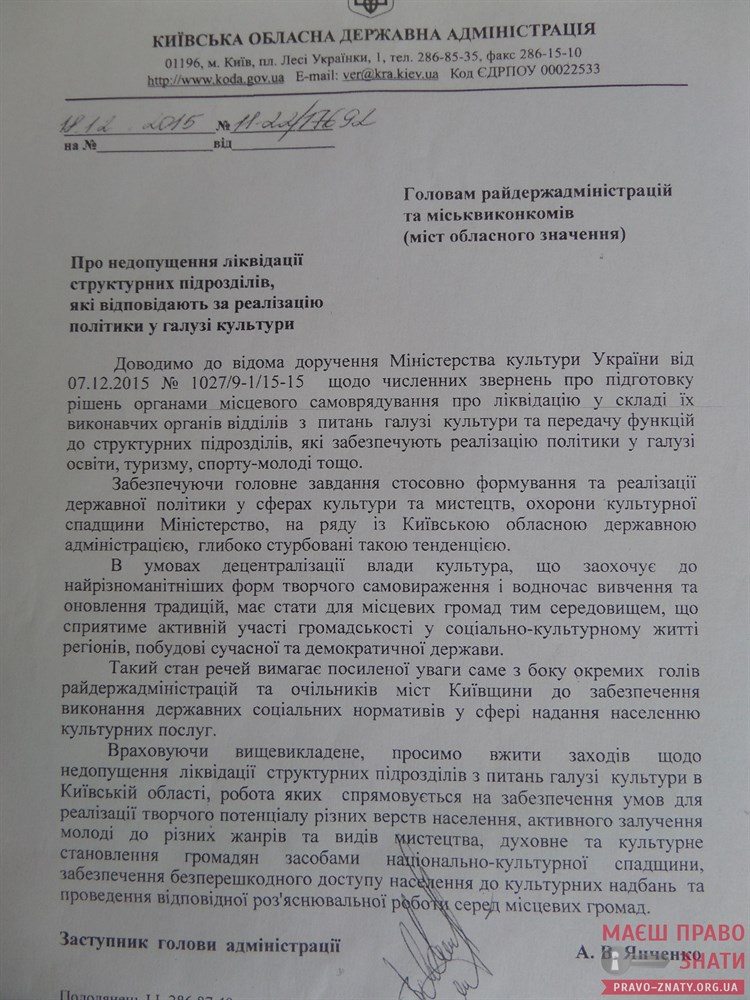 КИЇВСЬКА ОБЛАСНА ДЕРЖАВНА АДМІНІСТРАЦІЯ
01196, м. Київ, пл. Лесі Українки, 1, тел. 286-85-35, факс 286-15-10
http://www.koda.gov.ua E-mail: ver@kra.kiev.ua Код ЄДРПОУ 00022533
18.12.2015 № 11-22/17692
на №______________від______________
Головам райдержадміністрацій
та міськвиконкомів
(міст обласного значення)
Про недопущення ліквідації
структурних підрозділів,
які відповідають за реалізацію
політики у галузі культури
Доводимо до відома доручення Міністерства культури України від
07.12.2015 № 1027/9-1/15-15 щодо численних звернень про підготовку
рішень органами місцевого самоврядування про ліквідацію у складі їх
виконавчих органів відділів з питань галузі культури та передачу функцій
до структурних підрозділів, які забезпечують реалізацію політики у галузі
освіти, туризму, спорту-молоді тощо.
Забезпечуючи головне завдання стосовно формування та реалізації
державної політики у сферах культури та мистецтв, охорони культурної
спадщини Міністерство, на ряду із Київською обласною державною
адміністрацією, глибоко стурбовані такою тенденцією.
В умовах децентралізації влади культура, що заохочує до
найрізноманітніших форм творчого самовираження і водночас вивчення та
оновлення традицій, має стати для місцевих громад тим середовищем, що
сприятиме активній участі громадськості у соціально-культурному житті
регіонів, побудові сучасної та демократичної держави.
Такий стан речей вимагає посиленої уваги саме з боку окремих голів
райдержадміністрацій та очільників міст Київщини до забезпечення
виконання державних соціальних нормативів у сфері надання населенню
культурних послуг.
Враховуючи вищевикладене, просимо вжити заходів щодо
недопущення ліквідації структурних підрозділів з питань галузі культури в
Київській області, робота яких спрямовується на забезпечення умов для
реалізації творчого потенціалу різних верств населення, активного залучення
молоді до різних жанрів та видів мистецтва, духовне та культурне
становлення громадян засобами національно-культурної спадщини,
забезпечення безперешкодного доступу населення до культурних надбань та
проведення відповідної роз'яснювальної роботи серед місцевих громад.
Заступник голови адміністрації А. В. Янченко
МАЄШ ПРАВО
ЗНАТИ
PRAVO-ZNATY.ORG.UA